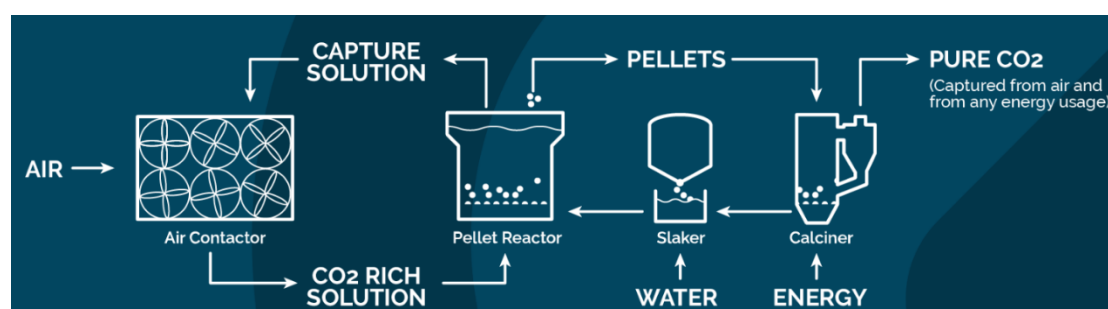 CAPTURE
SOLUTION
PELLETS
PURE CO2
(Captured from air and
from any energy usage)
AIR
Air Contactor
Pellet Reactor
Slaker
Calciner
CO2 RICH
SOLUTION
WATER
ENERGY